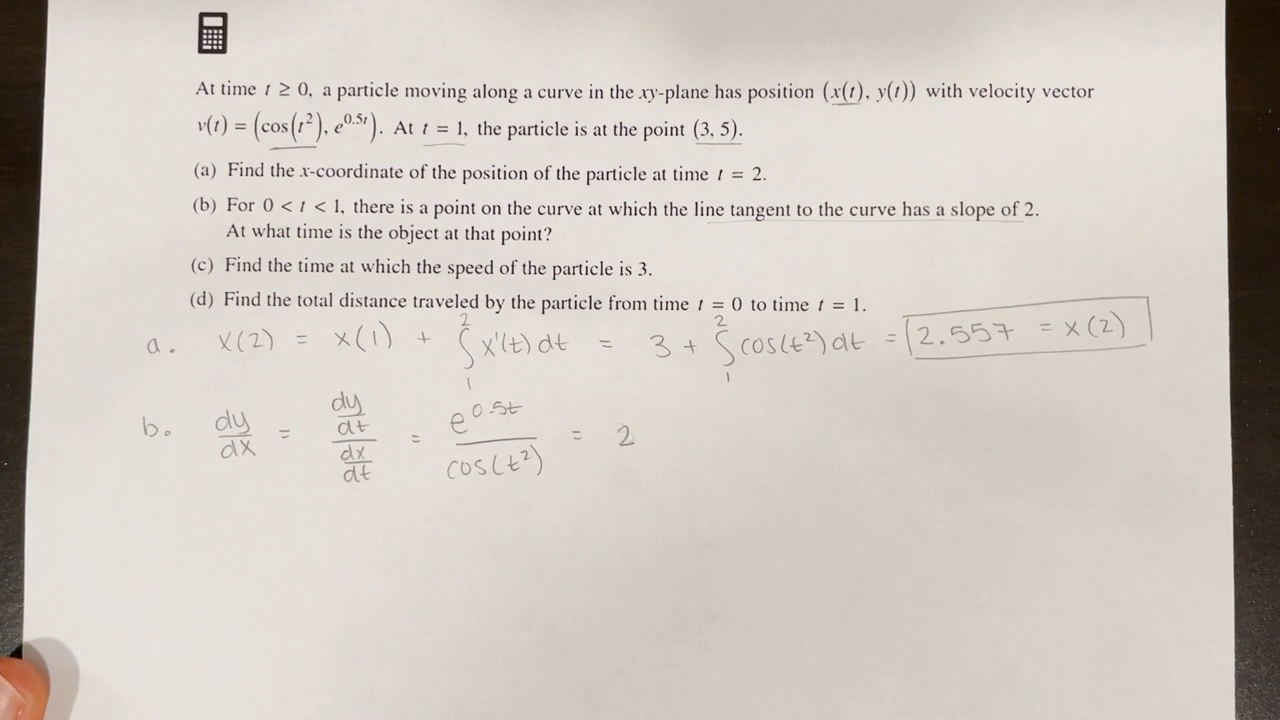 At time t ≥ 0, a particle moving along a curve in the xy-plane has position (x(t), y(t)) with velocity vector
v(t) = (cos(t²), e^0.5t). At t = 1, the particle is at the point (3, 5).
(a) Find the x-coordinate of the position of the particle at time t = 2.
(b) For 0 < t < 1, there is a point on the curve at which the line tangent to the curve has a slope of 2.
At what time is the object at that point?
(c) Find the time at which the speed of the particle is 3.
(d) Find the total distance traveled by the particle from time t = 0 to time t = 1.
a. x(2) = x(1) + ∫₁² x'(t) dt = 3 + ∫₁² cos(t²) dt = 2.557 = x(2)
b. dy/dx = (dy/dt)/(dx/dt) = e^0.5t/cos(t²) = 2